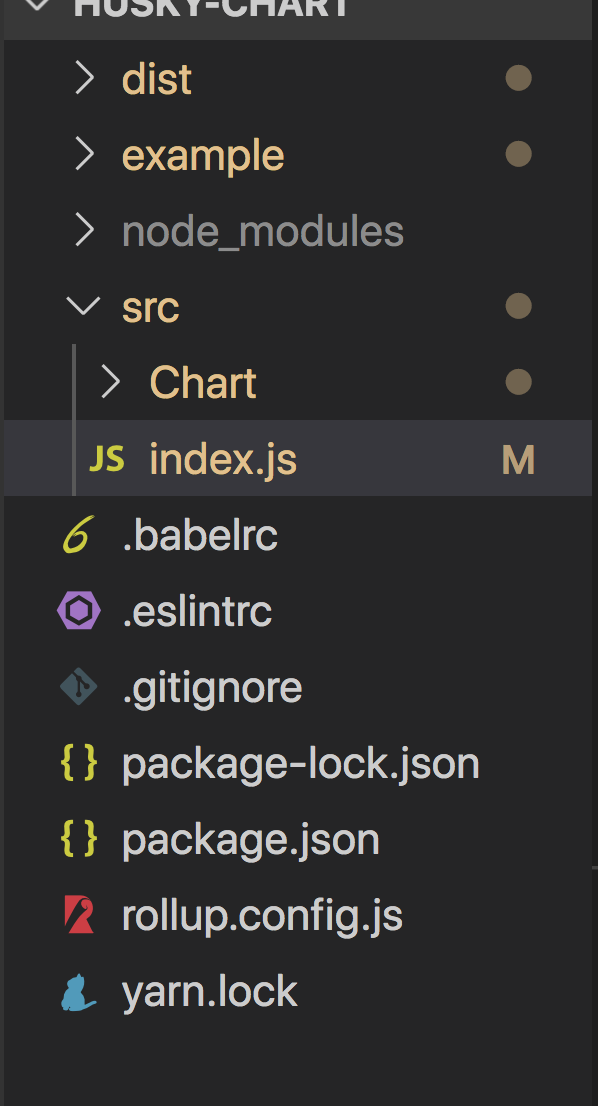 HUSKY-CHART
dist
example
node_modules
src
Chart
JS index.js M
.babelrc
.eslintrc
.gitignore
{ } package-lock.json
{ } package.json
rollup.config.js
yarn.lock